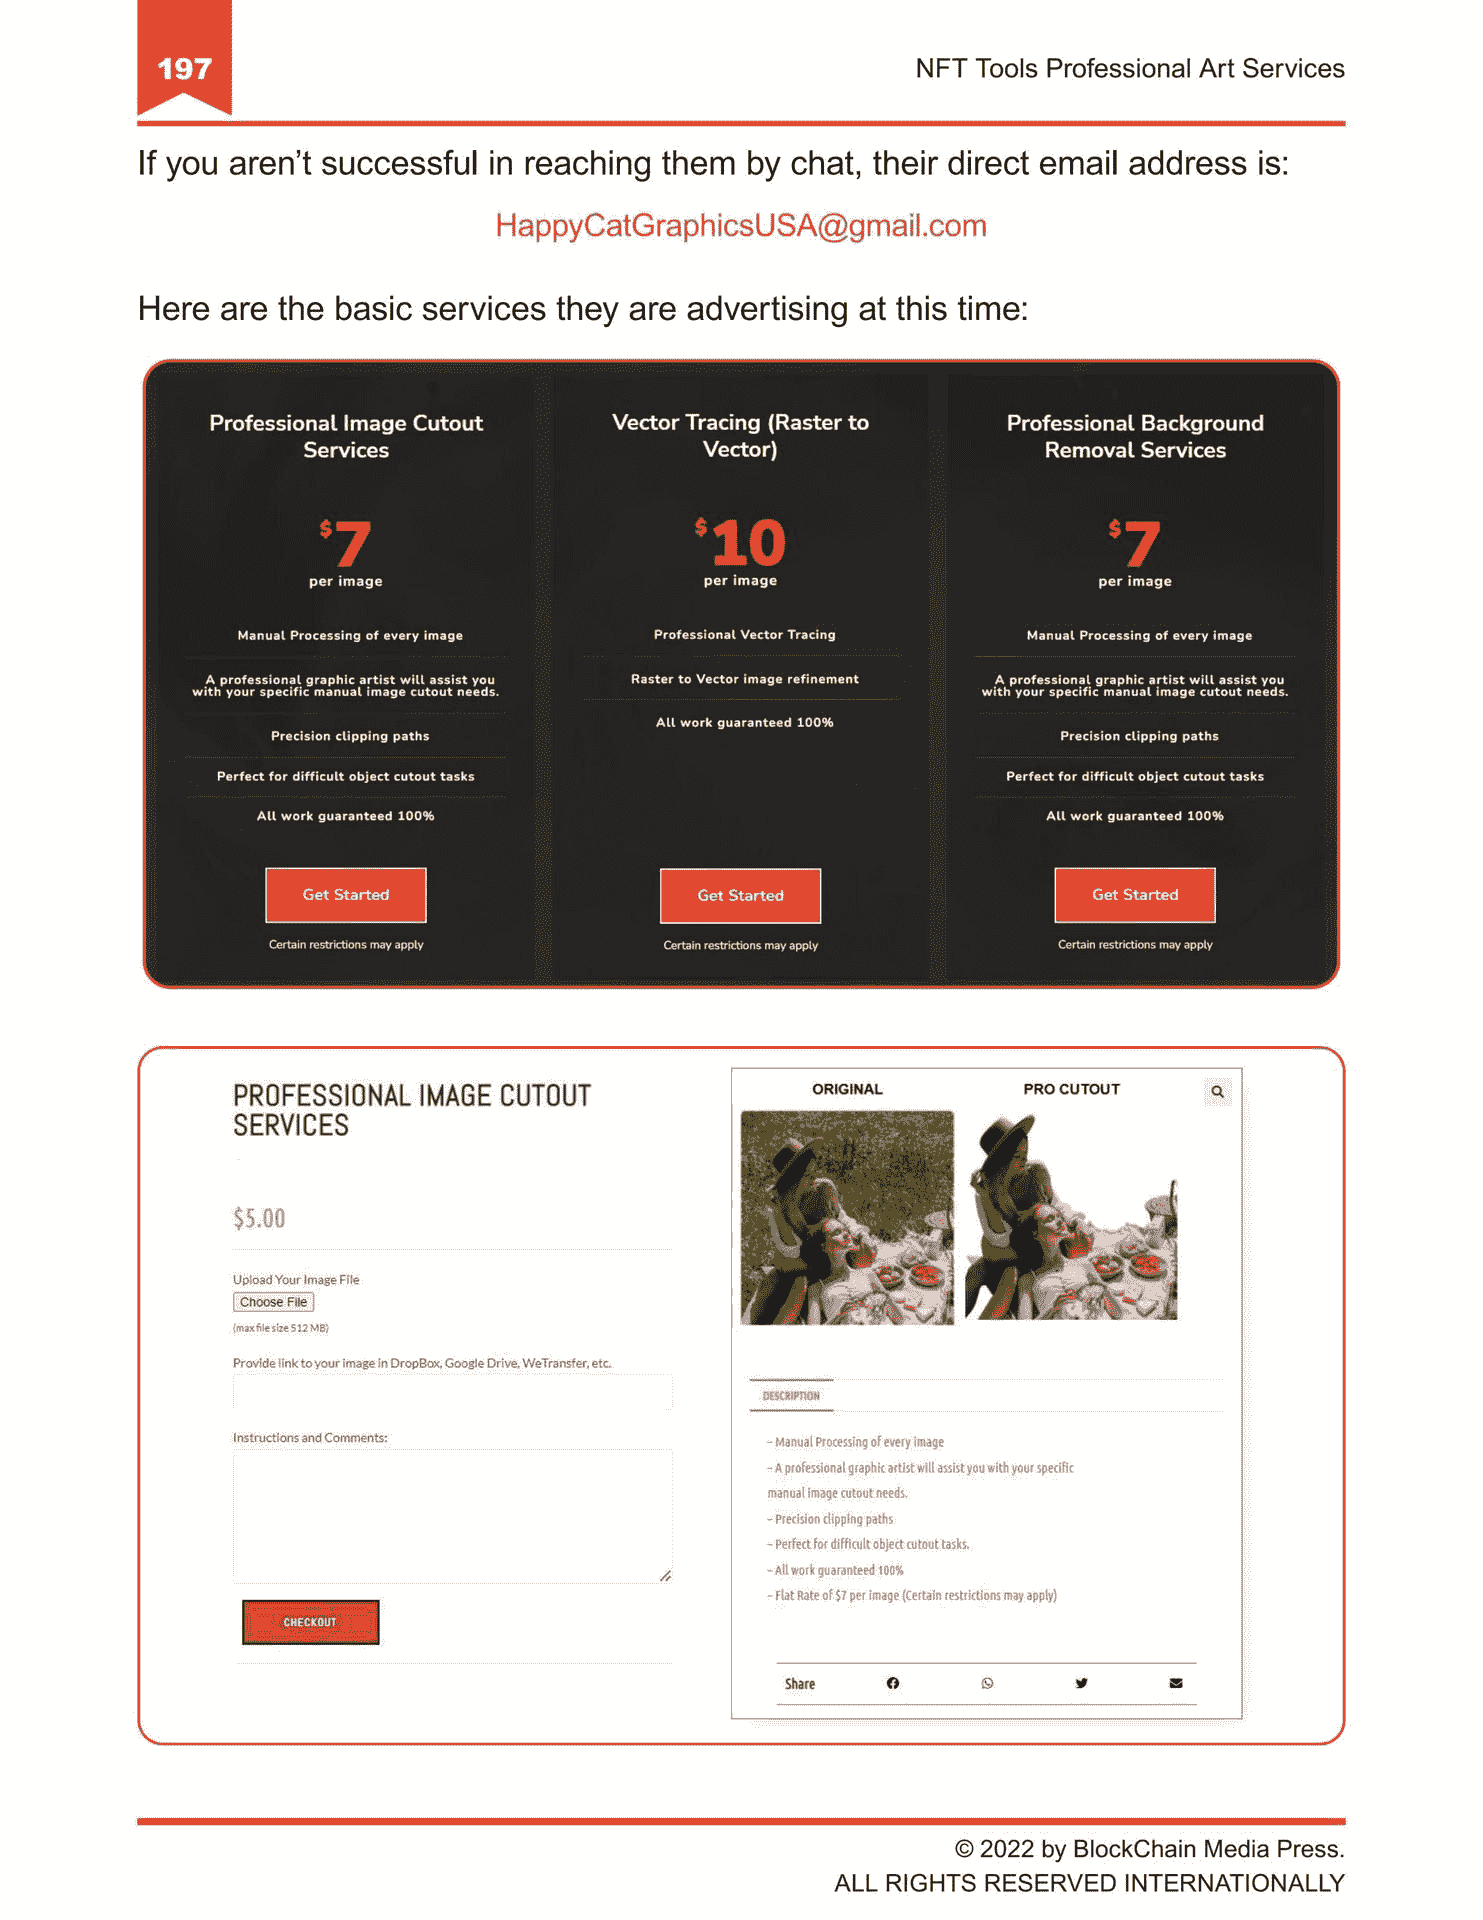 197
NFT Tools Professional Art Services
If you aren’t successful in reaching them by chat, their direct email address is:
HappyCatGraphicsUSA@gmail.com
Here are the basic services they are advertising at this time:
Professional Image Cutout
Services
$7
per image
Manual Processing of every image
A professional graphic artist will assist you
with your specific manual image cutout needs.
Precision clipping paths
Perfect for difficult object cutout tasks
All work guaranteed 100%
Get Started
Certain restrictions may apply
Vector Tracing (Raster to
Vector)
$10
per image
Professional Vector Tracing
Raster to Vector image refinement
All work guaranteed 100%
Get Started
Certain restrictions may apply
Professional Background
Removal Services
$7
per image
Manual Processing of every image
A professional graphic artist will assist you
with your specific manual image cutout needs.
Precision clipping paths
Perfect for difficult object cutout tasks
All work guaranteed 100%
Get Started
Certain restrictions may apply
PROFESSIONAL IMAGE CUTOUT
SERVICES
$5.00
Upload Your Image File
Choose File
(max file size 512 MB)
Provide link to your image in DropBox, Google Drive, WeTransfer, etc.
Instructions and Comments:
CHECKOUT
ORIGINAL
PRO CUTOUT
DESCRIPTION
– Manual Processing of every image
– A professional graphic artist will assist you with your specific
manual image cutout needs.
– Precision clipping paths
– Perfect for difficult object cutout tasks.
– All work guaranteed 100%
– Flat Rate of $7 per image (Certain restrictions may apply)
Share
© 2022 by BlockChain Media Press.
ALL RIGHTS RESERVED INTERNATIONALLY